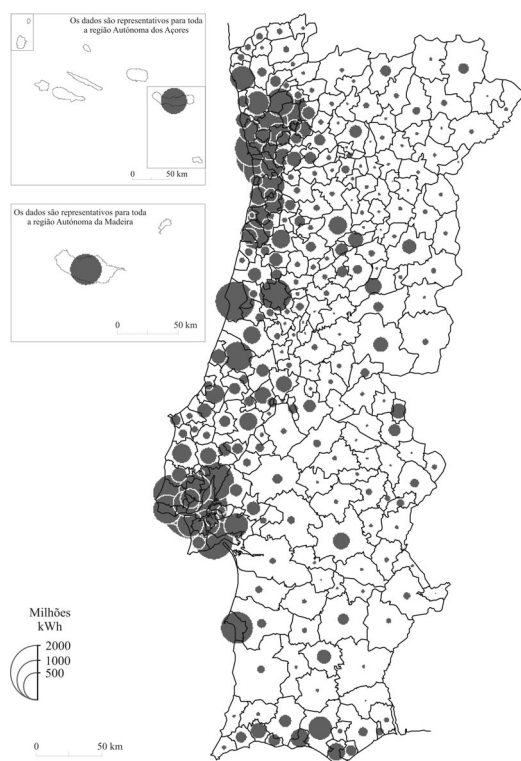 Os dados são representativos para toda
a região Autónoma dos Açores
0 50 km
Os dados são representativos para toda
a região Autónoma da Madeira
0 50 km
Milhões
kWh
2000
1000
500
0 50 km